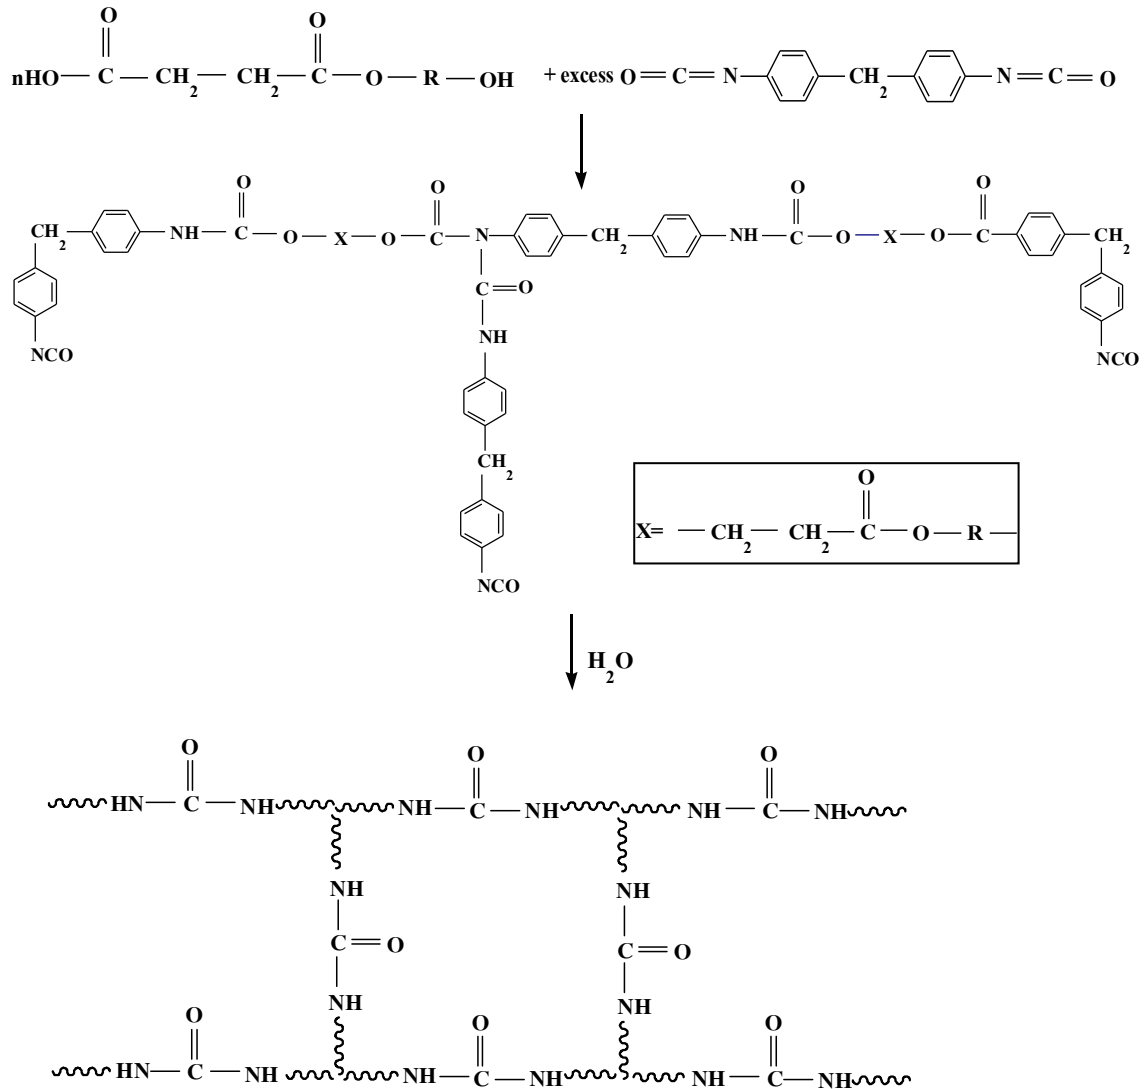 O O
nHO C CH2 CH2 C O R OH + excess O C N CH2 N C O
O O O O
CH2 NH C O X O C N CH2 NH C O X O C CH2
C O
NH
NCO NCO
CH2
O
X= CH2 CH2 C O R
NCO
H2O
O O O
HN C NH NH C NH NH C NH
NH NH
C O C O
NH NH
O O O
HN C NH NH C NH NH C NH